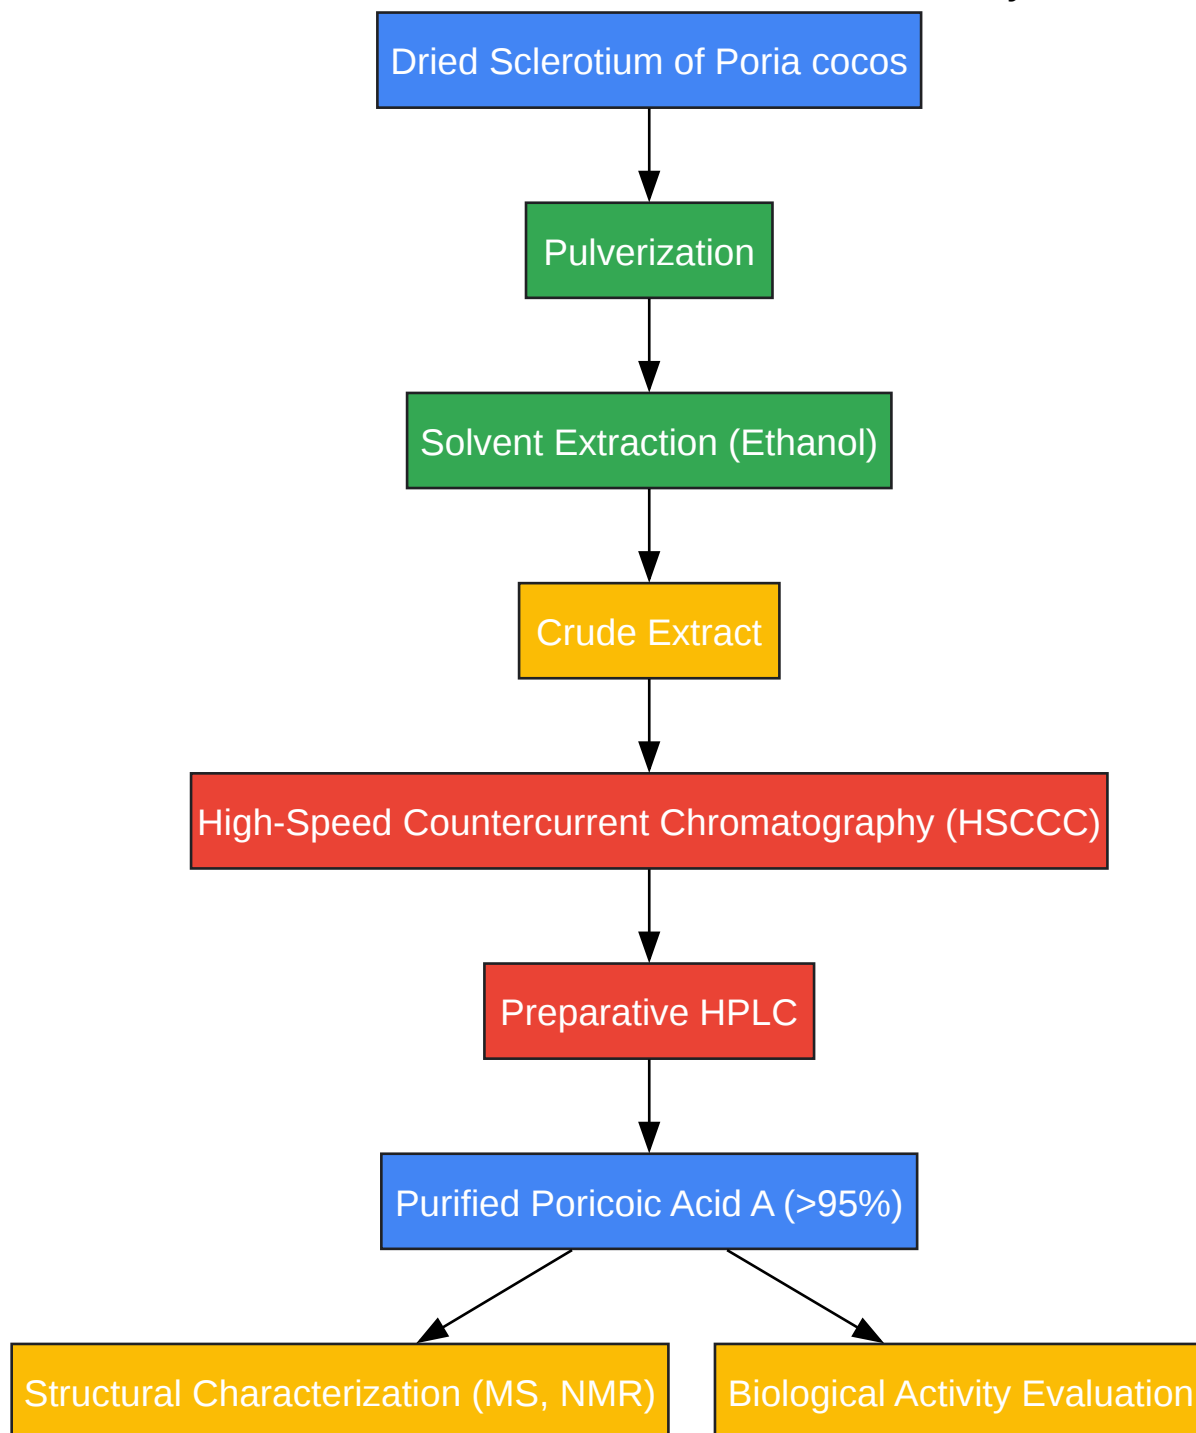 Dried Sclerotium of Poria cocos
Pulverization
Solvent Extraction (Ethanol)
Crude Extract
High-Speed Countercurrent Chromatography (HSCCC)
Preparative HPLC
Purified Poricoic Acid A (>95%)
Structural Characterization (MS, NMR)
Biological Activity Evaluation